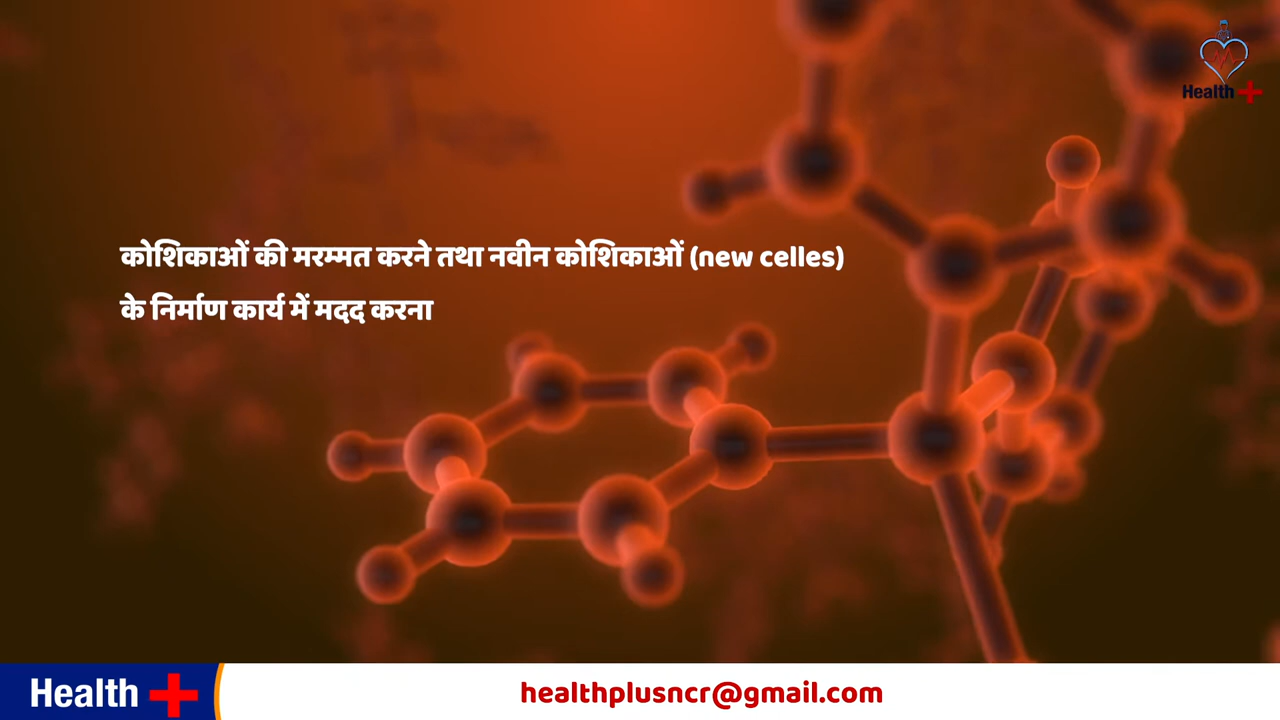 Health
कोशिकाओं की मरम्मत करने तथा नवीन कोशिकाओं (new celles)
के निर्माण कार्य में मदद करना
Health
healthplusncr@gmail.com